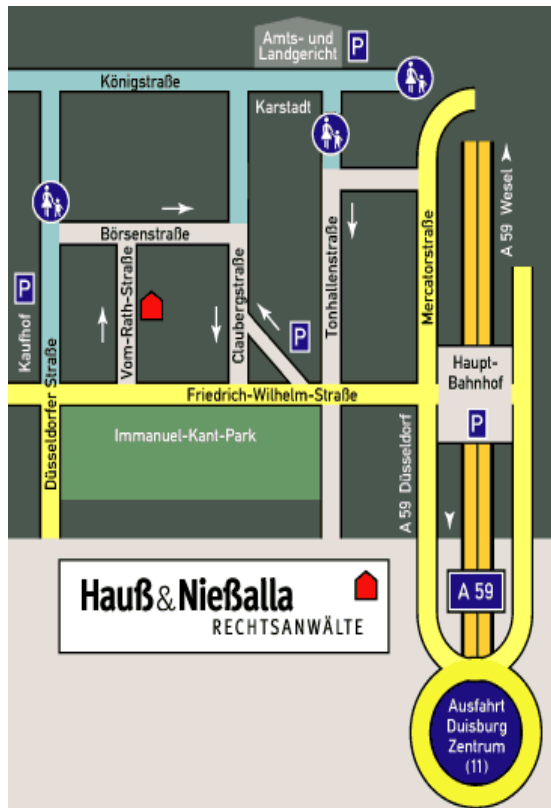 Amts- und
Landgericht
P
Königstraße
Karstadt
Börsenstraße
P
Kaufhof
Düsseldorfer Straße
Vom-Rath-Straße
Claubergstraße
P
Tonhallenstraße
Mercatorstraße
A 59 Wesel
Haupt-
Bahnhof
P
Friedrich-Wilhelm-Straße
Immanuel-Kant-Park
A 59 Düsseldorf
Hauß & Nießalla
RECHTSANWÄLTE
A 59
Ausfahrt
Duisburg
Zentrum
(11)